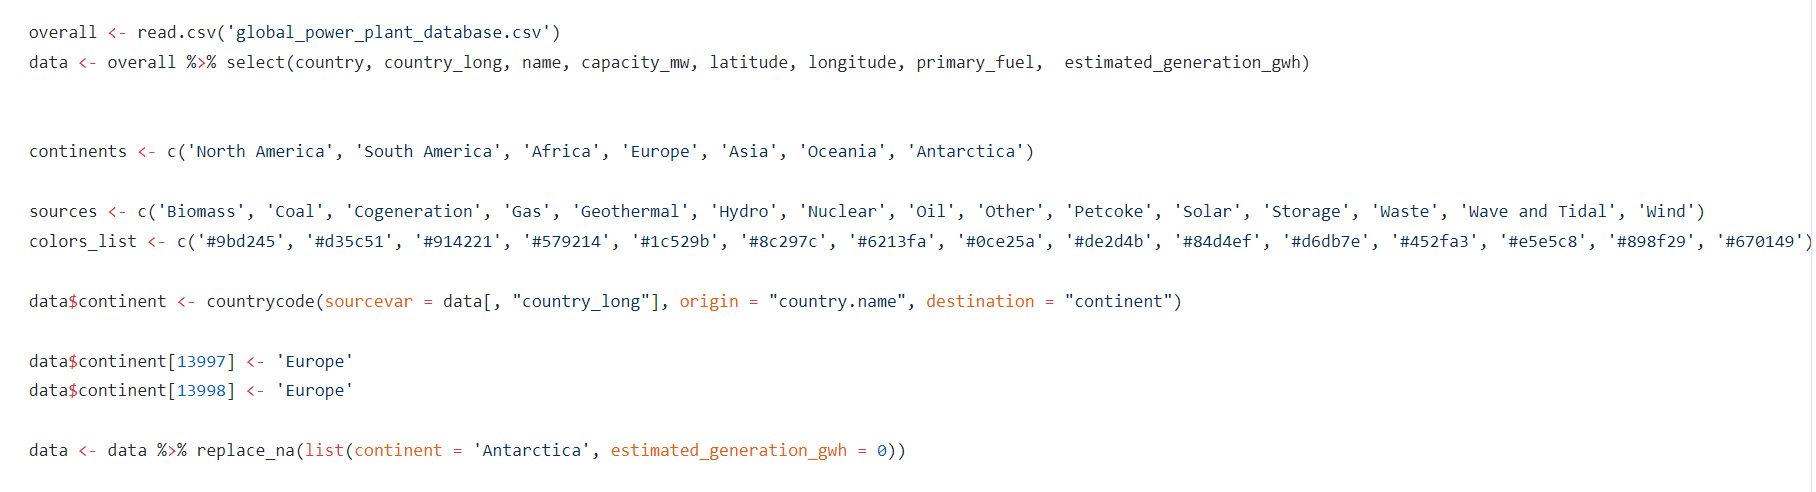 overall <- read.csv('global_power_plant_database.csv')
data <- overall %>% select(country, country_long, name, capacity_mw, latitude, longitude, primary_fuel,  estimated_generation_gwh)
continents <- c('North America', 'South America', 'Africa', 'Europe', 'Asia', 'Oceania', 'Antarctica')
sources <- c('Biomass', 'Coal', 'Cogeneration', 'Gas', 'Geothermal', 'Hydro', 'Nuclear', 'Oil', 'Other', 'Petcoke', 'Solar', 'Storage', 'Waste', 'Wave and Tidal', 'Wind')
colors_list <- c('#9bd245', '#d35c51', '#914221', '#579214', '#1c529b', '#8c297c', '#6213fa', '#0ce25a', '#de2d4b', '#84d4ef', '#d6db7e', '#452fa3', '#e5e5c8', '#898f29', '#670149')
data$continent <- countrycode(sourcevar = data[, "country_long"], origin = "country.name", destination = "continent")
data$continent[13997] <- 'Europe'
data$continent[13998] <- 'Europe'
data <- data %>% replace_na(list(continent = 'Antarctica', estimated_generation_gwh = 0))